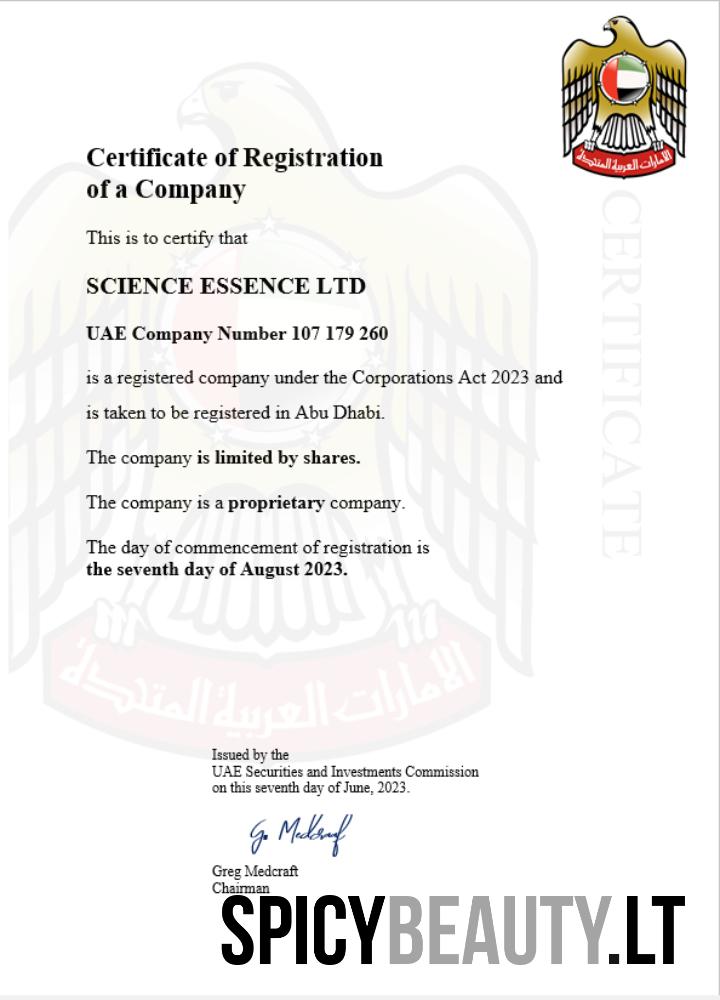 الإمارات العربية المتحدة
CERTIFICATE
Certificate of Registration
of a Company
This is to certify that
SCIENCE ESSENCE LTD
UAE Company Number 107 179 260
is a registered company under the Corporations Act 2023 and
is taken to be registered in Abu Dhabi.
The company is limited by shares.
The company is a proprietary company.
The day of commencement of registration is
the seventh day of August 2023.
الإمارات العربية المتحدة
Issued by the
UAE Securities and Investments Commission
on this seventh day of June, 2023.
G. Medcraft
Greg Medcraft
Chairman
SPICYBEAUTY.LT